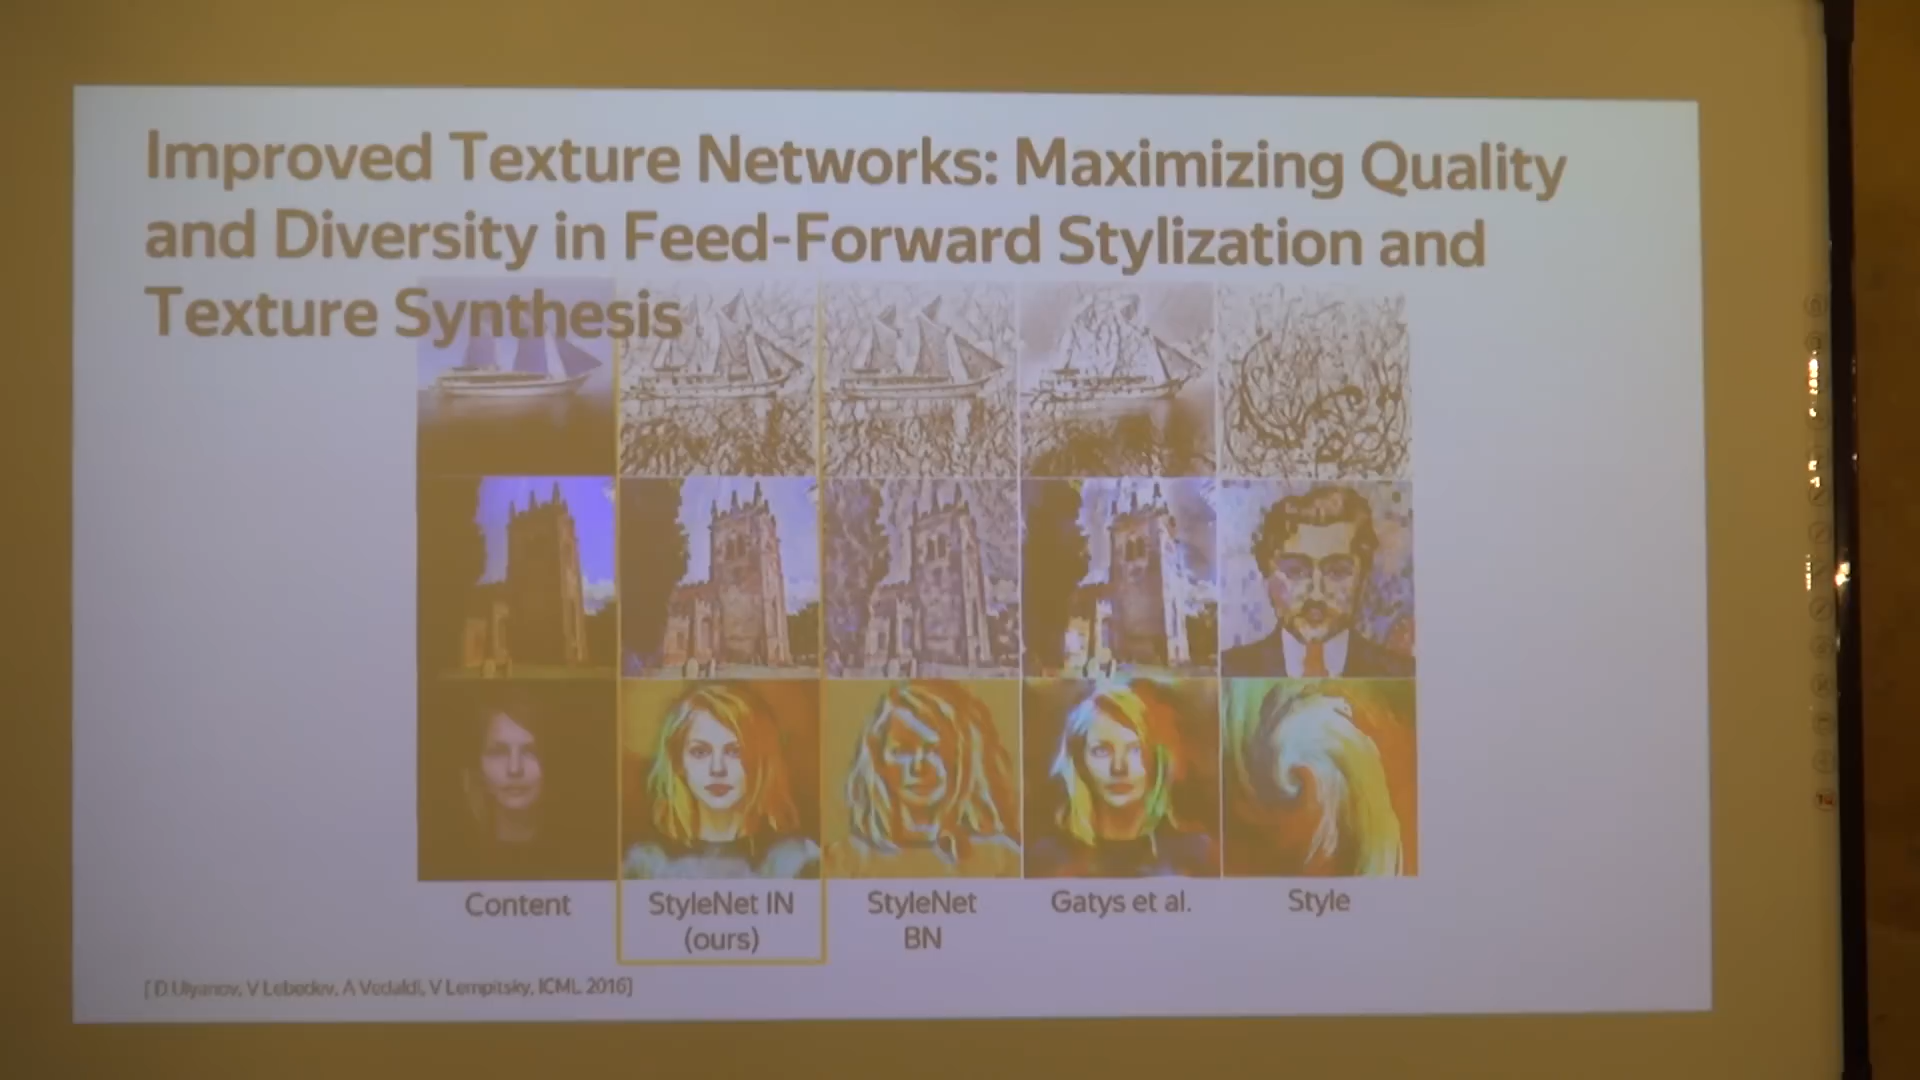 Improved Texture Networks: Maximizing Quality
and Diversity in Feed-Forward Stylization and
Texture Synthesis
Content
StyleNet IN
(ours)
StyleNet
BN
Gatys et al.
Style
[ D Ulyanov, V Lebedev, A Vedaldi, V Lempitsky, ICML 2016]